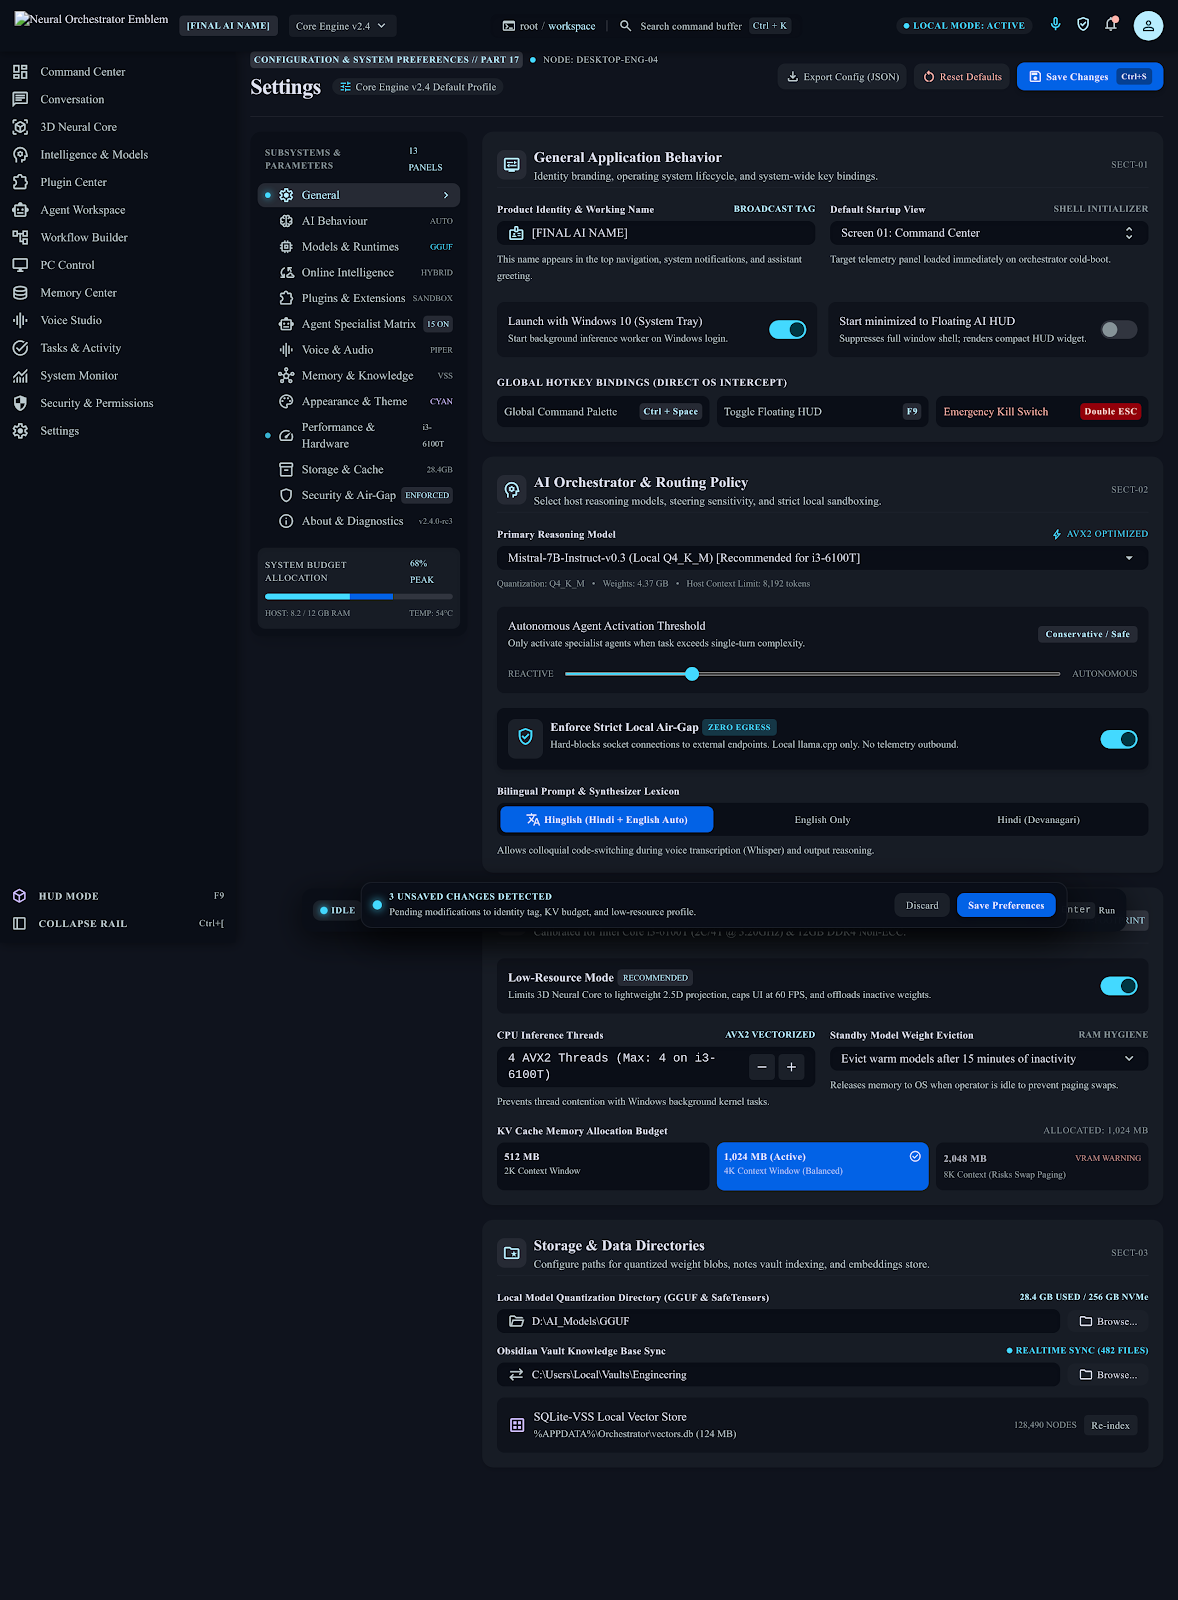 Neural Orchestrator Emblem
[FINAL AI NAME]
Core Engine v2.4
root / workspace
Search command buffer
Ctrl + K
LOCAL MODE: ACTIVE
Command Center
Conversation
3D Neural Core
Intelligence & Models
Plugin Center
Agent Workspace
Workflow Builder
PC Control
Memory Center
Voice Studio
Tasks & Activity
System Monitor
Security & Permissions
Settings
HUD MODE
F9
COLLAPSE RAIL
Ctrl+[
CONFIGURATION & SYSTEM PREFERENCES // PART 17
NODE: DESKTOP-ENG-04
Settings
Core Engine v2.4 Default Profile
Export Config (JSON)
Reset Defaults
Save Changes
Ctrl+S
SUBSYSTEMS &
PARAMETERS
13
PANELS
General
AI Behaviour
AUTO
Models & Runtimes
GGUF
Online Intelligence
HYBRID
Plugins & Extensions
SANDBOX
Agent Specialist Matrix
15 ON
Voice & Audio
PIPER
Memory & Knowledge
VSS
Appearance & Theme
CYAN
Performance &
Hardware
i3-
6100T
Storage & Cache
28.4GB
Security & Air-Gap
ENFORCED
About & Diagnostics
v2.4.0-rc3
SYSTEM BUDGET
ALLOCATION
68%
PEAK
HOST: 8.2 / 12 GB RAM
TEMP: 54°C
General Application Behavior
Identity branding, operating system lifecycle, and system-wide key bindings.
SECT-01
Product Identity & Working Name
BROADCAST TAG
[FINAL AI NAME]
This name appears in the top navigation, system notifications, and assistant
greeting.
Default Startup View
SHELL INITIALIZER
Screen 01: Command Center
Target telemetry panel loaded immediately on orchestrator cold-boot.
Launch with Windows 10 (System Tray)
Start background inference worker on Windows login.
Start minimized to Floating AI HUD
Suppresses full window shell; renders compact HUD widget.
GLOBAL HOTKEY BINDINGS (DIRECT OS INTERCEPT)
Global Command Palette
Ctrl + Space
Toggle Floating HUD
F9
Emergency Kill Switch
Double ESC
AI Orchestrator & Routing Policy
Select host reasoning models, steering sensitivity, and strict local sandboxing.
SECT-02
Primary Reasoning Model
AVX2 OPTIMIZED
Mistral-7B-Instruct-v0.3 (Local Q4_K_M) [Recommended for i3-6100T]
Quantization: Q4_K_M • Weights: 4.37 GB • Host Context Limit: 8,192 tokens
Autonomous Agent Activation Threshold
Only activate specialist agents when task exceeds single-turn complexity.
Conservative / Safe
REACTIVE
AUTONOMOUS
Enforce Strict Local Air-Gap
ZERO EGRESS
Hard-blocks socket connections to external endpoints. Local llama.cpp only. No telemetry outbound.
Bilingual Prompt & Synthesizer Lexicon
Hinglish (Hindi + English Auto)
English Only
Hindi (Devanagari)
Allows colloquial code-switching during voice transcription (Whisper) and output reasoning.
IDLE
3 UNSAVED CHANGES DETECTED
Pending modifications to identity tag, KV budget, and low-resource profile.
Discard
Save Preferences
Run
Calibrated for Intel Core i3-6100T (2C/4T @ 3.20GHz) & 12GB DDR4 Non-ECC.
Low-Resource Mode
RECOMMENDED
Limits 3D Neural Core to lightweight 2.5D projection, caps UI at 60 FPS, and offloads inactive weights.
CPU Inference Threads
AVX2 VECTORIZED
4 AVX2 Threads (Max: 4 on i3-
6100T)
Prevents thread contention with Windows background kernel tasks.
Standby Model Weight Eviction
RAM HYGIENE
Evict warm models after 15 minutes of inactivity
Releases memory to OS when operator is idle to prevent paging swaps.
KV Cache Memory Allocation Budget
ALLOCATED: 1,024 MB
512 MB
2K Context Window
1,024 MB (Active)
4K Context Window (Balanced)
2,048 MB
VRAM WARNING
8K Context (Risks Swap Paging)
Storage & Data Directories
Configure paths for quantized weight blobs, notes vault indexing, and embeddings store.
SECT-03
Local Model Quantization Directory (GGUF & SafeTensors)
28.4 GB USED / 256 GB NVMe
D:\AI_Models\GGUF
Browse...
Obsidian Vault Knowledge Base Sync
REALTIME SYNC (482 FILES)
C:\Users\Local\Vaults\Engineering
Browse...
SQLite-VSS Local Vector Store
%APPDATA%\Orchestrator\vectors.db (124 MB)
128,490 NODES
Re-index